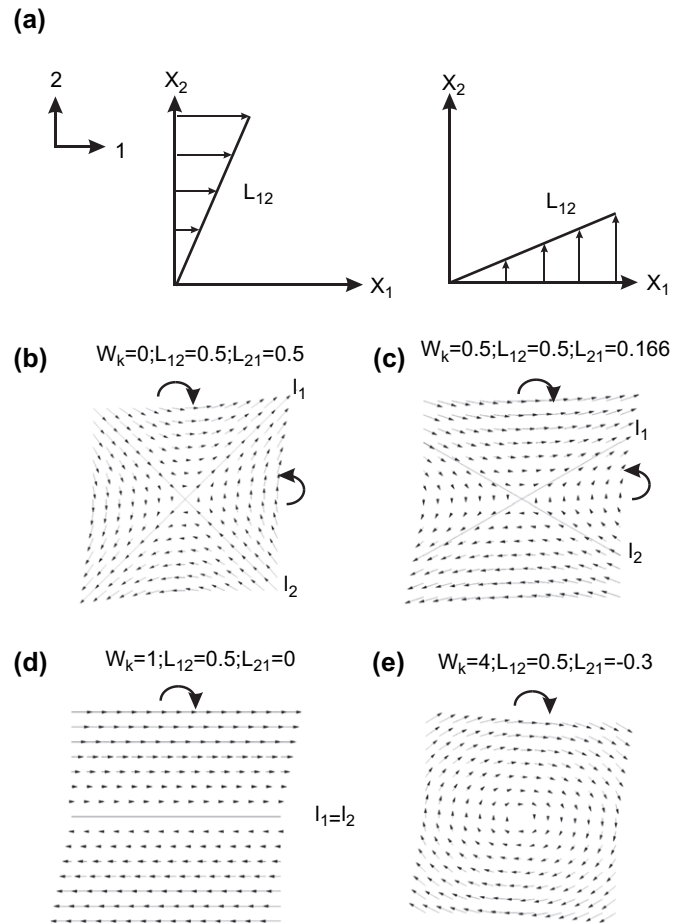 (a)
2
1
X2
L12
X1
X2
L12
X1
(b)
Wk=0;L12=0.5;L21=0.5
l1
l2
(c)
Wk=0.5;L12=0.5;L21=0.166
l1
l2
(d)
Wk=1;L12=0.5;L21=0
l1=l2
(e)
Wk=4;L12=0.5;L21=-0.3